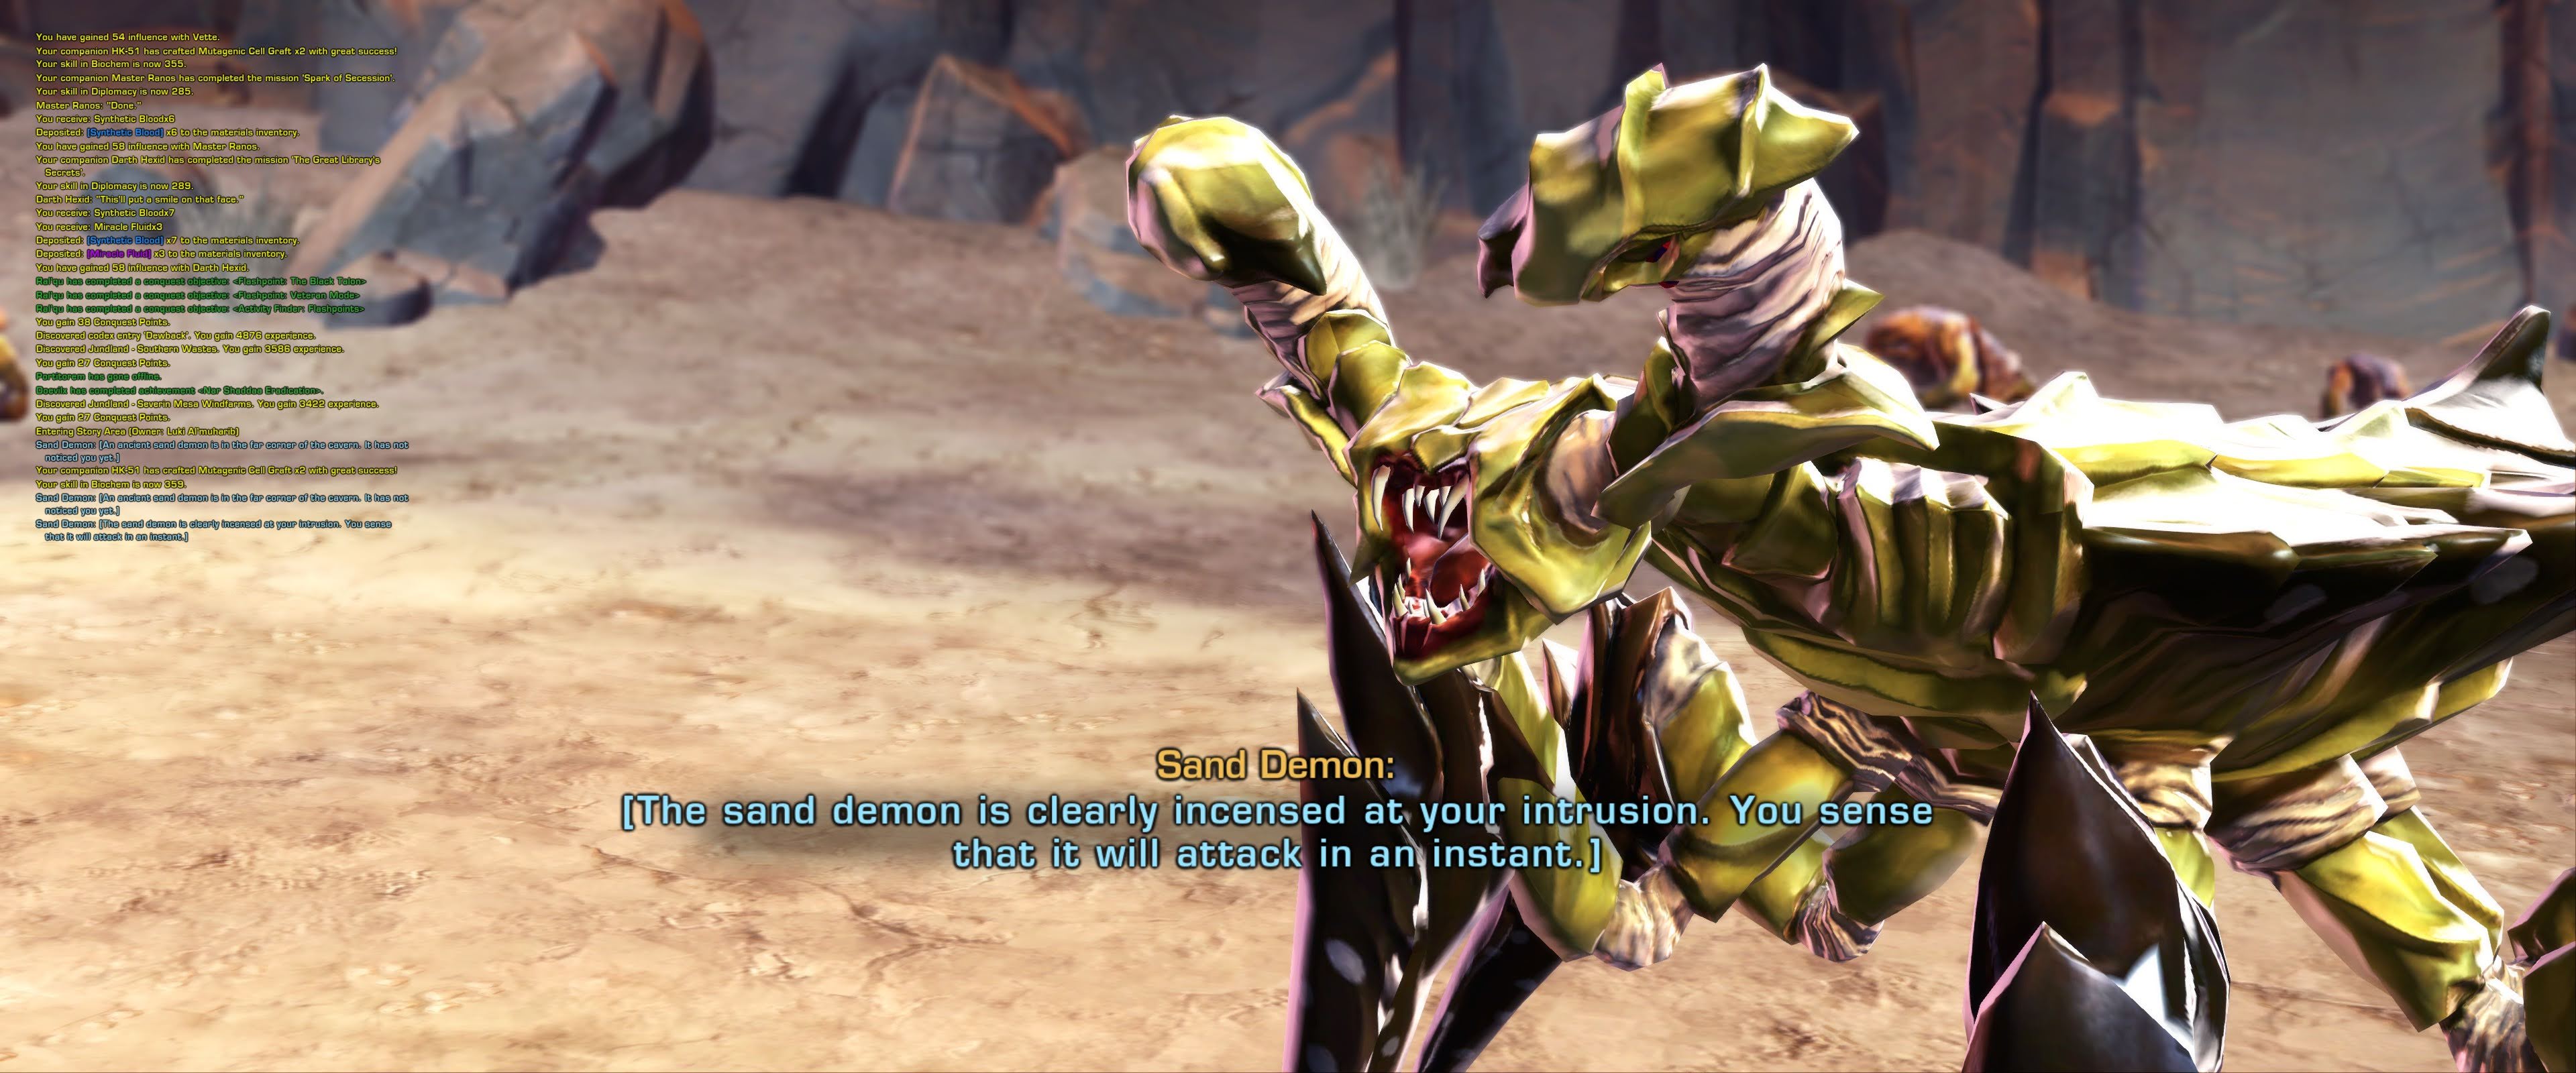 You have gained 54 influence with Vette.
Your companion HK-51 has crafted Mutagenic Cell Graft x2 with great success!
Your skill in Biochem is now 355.
Your companion Master Ranos has completed the mission 'Spark of Secession'.
Your skill in Diplomacy is now 285.
Master Ranos: "Done."
You receive: Synthetic Bloodx6
Deposited: [Synthetic Blood] x6 to the materials inventory.
You have gained 58 influence with Master Ranos.
Your companion Darth Hexid has completed the mission 'The Great Library's
Secrets'.
Your skill in Diplomacy is now 289.
Darth Hexid: "This'll put a smile on that face."
You receive: Synthetic Bloodx7
You receive: Miracle Fluidx3
Deposited: [Synthetic Blood] x7 to the materials inventory.
Deposited: [Miracle Fluid] x3 to the materials inventory.
You have gained 58 influence with Darth Hexid.
Ral'qu has completed a conquest objective: <Flashpoint: The Black Talon>
Ral'qu has completed a conquest objective: <Flashpoint: Veteran Mode>
Ral'qu has completed a conquest objective: <Activity Finder: Flashpoints>
You gain 38 Conquest Points.
Discovered codex entry 'Dewback'. You gain 4876 experience.
Discovered Jundland - Southern Wastes. You gain 3586 experience.
You gain 27 Conquest Points.
has gone offline.
has completed achievement <Nar Shaddaa Eradication>.
Discovered Jundland - Severin Mesa Windfarms. You gain 3422 experience.
You gain 27 Conquest Points.
Entering Story Area (Owner: Luki Al'muharib)
Sand Demon: [An ancient sand demon is in the far corner of the cavern. It has not
noticed you yet.]
Your companion HK-51 has crafted Mutagenic Cell Graft x2 with great success!
Your skill in Biochem is now 359.
Sand Demon: [An ancient sand demon is in the far corner of the cavern. It has not
noticed you yet.]
Sand Demon: [The sand demon is clearly incensed at your intrusion. You sense
that it will attack in an instant.]
Sand Demon:
[The sand demon is clearly incensed at your intrusion. You sense
that it will attack in an instant.]